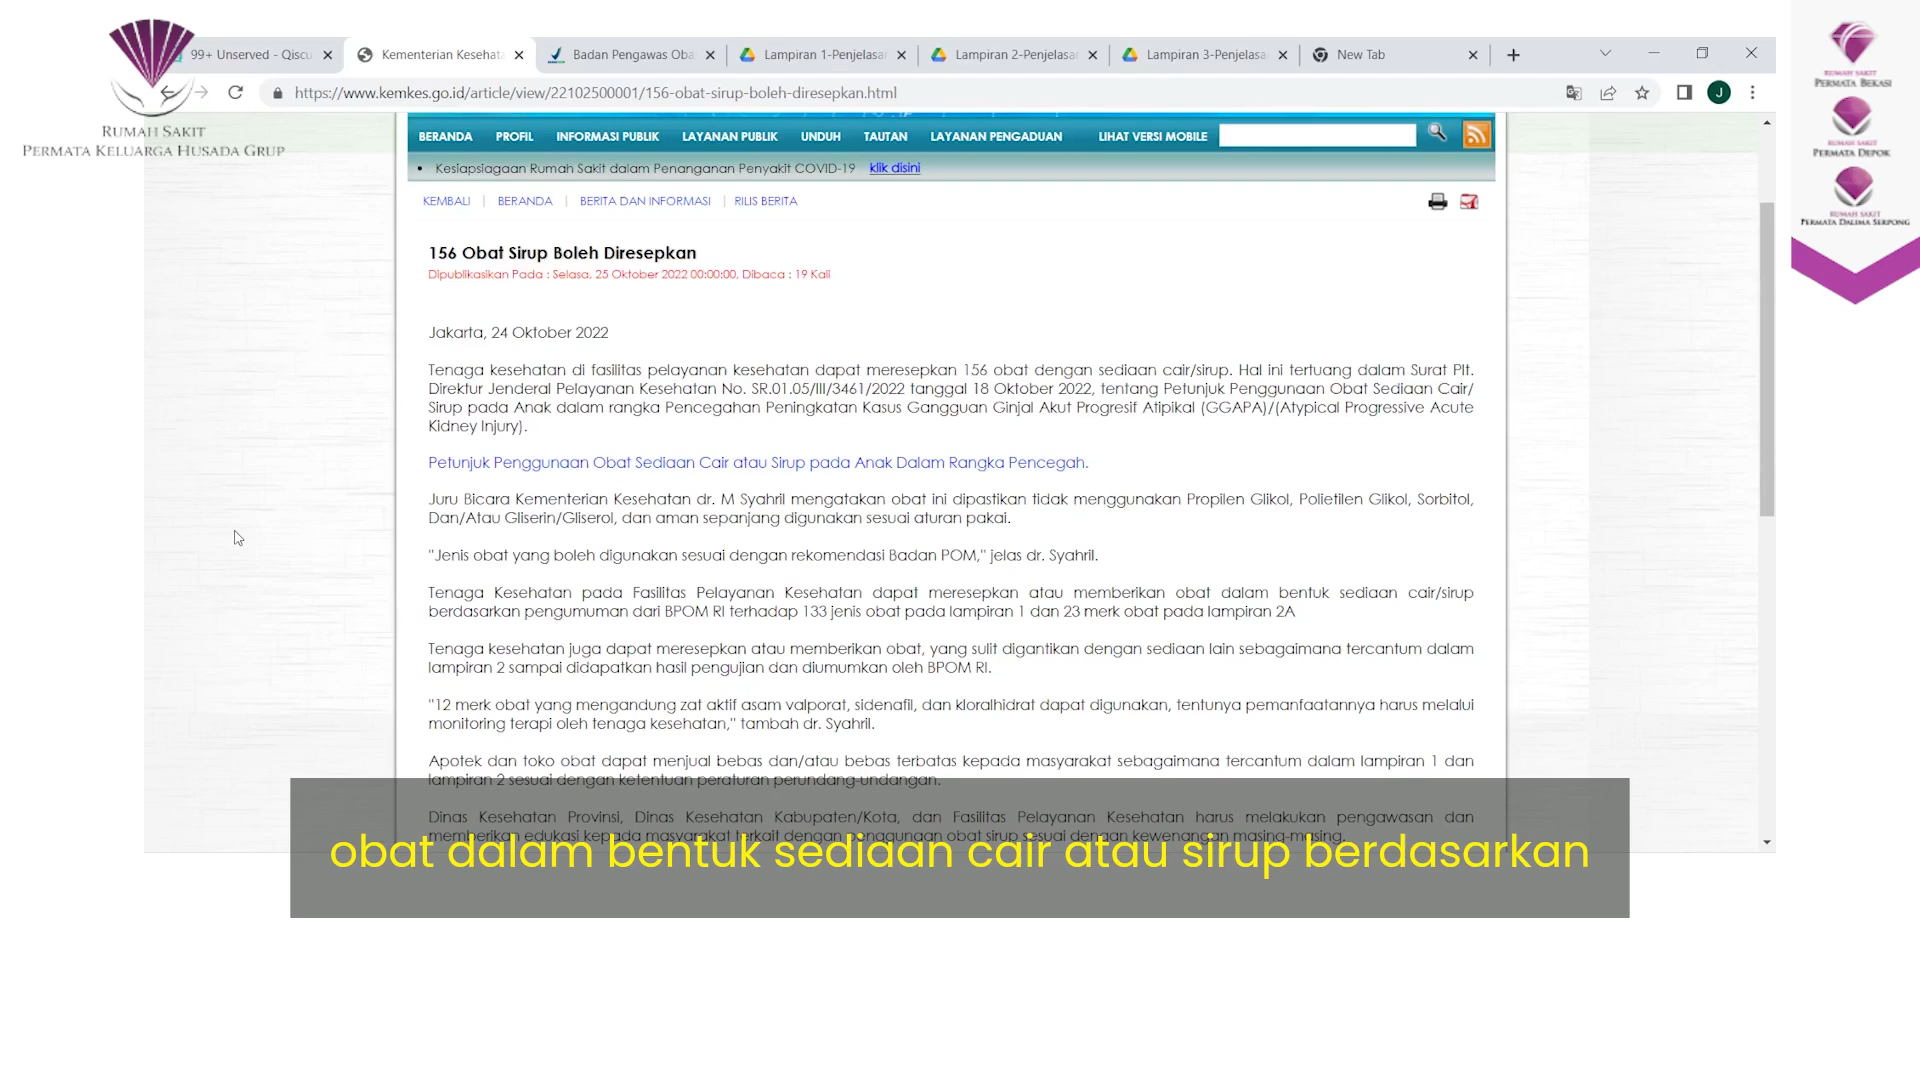 99+ Unserved - Qiscu
Kementerian Kesehata
Badan Pengawas Oba
Lampiran 1-Penjelasan
Lampiran 2-Penjelasa
Lampiran 3-Penjelasa
New Tab
https://www.kemkes.go.id/article/view/22102500001/156-obat-sirup-boleh-diresepkan.html
J
RUMAH SAKIT
PERMATA KELUARGA HUSADA GRUP
RUMAH SAKIT
PERMATA BEKASI
RUMAH SAKIT
PERMATA DEPOK
RUMAH SAKIT
PERMATA DALIMA SERPONG
BERANDA PROFIL INFORMASI PUBLIK LAYANAN PUBLIK UNDUH TAUTAN LAYANAN PENGADUAN LIHAT VERSI MOBILE
• Kesiapsiagaan Rumah Sakit dalam Penanganan Penyakit COVID-19 klik disini
KEMBALI | BERANDA | BERITA DAN INFORMASI | RILIS BERITA
156 Obat Sirup Boleh Diresepkan
Dipublikasikan Pada : Selasa, 25 Oktober 2022 00:00:00, Dibaca : 19 Kali
Jakarta, 24 Oktober 2022
Tenaga kesehatan di fasilitas pelayanan kesehatan dapat meresepkan 156 obat dengan sediaan cair/sirup. Hal ini tertuang dalam Surat Plt.
Direktur Jenderal Pelayanan Kesehatan No. SR.01.05/III/3461/2022 tanggal 18 Oktober 2022, tentang Petunjuk Penggunaan Obat Sediaan Cair/
Sirup pada Anak dalam rangka Pencegahan Peningkatan Kasus Gangguan Ginjal Akut Progresif Atipikal (GGAPA)/(Atypical Progressive Acute
Kidney Injury).
Petunjuk Penggunaan Obat Sediaan Cair atau Sirup pada Anak Dalam Rangka Pencegah.
Juru Bicara Kementerian Kesehatan dr. M Syahril mengatakan obat ini dipastikan tidak menggunakan Propilen Glikol, Polietilen Glikol, Sorbitol,
Dan/Atau Gliserin/Gliserol, dan aman sepanjang digunakan sesuai aturan pakai.
"Jenis obat yang boleh digunakan sesuai dengan rekomendasi Badan POM," jelas dr. Syahril.
Tenaga Kesehatan pada Fasilitas Pelayanan Kesehatan dapat meresepkan atau memberikan obat dalam bentuk sediaan cair/sirup
berdasarkan pengumuman dari BPOM RI terhadap 133 jenis obat pada lampiran 1 dan 23 merk obat pada lampiran 2A
Tenaga kesehatan juga dapat meresepkan atau memberikan obat, yang sulit digantikan dengan sediaan lain sebagaimana tercantum dalam
lampiran 2 sampai didapatkan hasil pengujian dan diumumkan oleh BPOM RI.
"12 merk obat yang mengandung zat aktif asam valporat, sidenafil, dan kloralhidrat dapat digunakan, tentunya pemanfaatannya harus melalui
monitoring terapi oleh tenaga kesehatan," tambah dr. Syahril.
Apotek dan toko obat dapat menjual bebas dan/atau bebas terbatas kepada masyarakat sebagaimana tercantum dalam lampiran 1 dan
lampiran 2 sesuai dengan ketentuan peraturan perundang-undangan.
Dinas Kesehatan Provinsi, Dinas Kesehatan Kabupaten/Kota, dan Fasilitas Pelayanan Kesehatan harus melakukan pengawasan dan
memberikan edukasi kepada masyarakat terkait dengan penggunaan obat sirup sesuai dengan kewenangan masing-masing.
obat dalam bentuk sediaan cair atau sirup berdasarkan